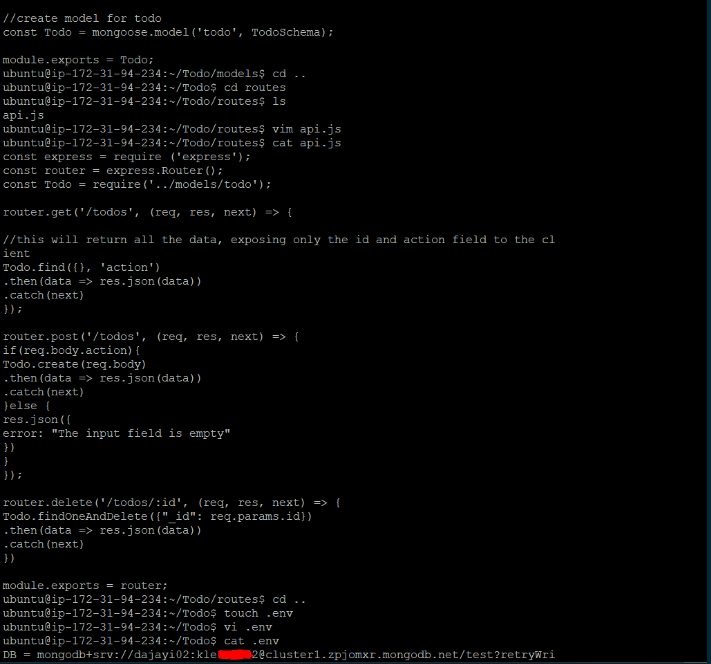 //create model for todo
const Todo = mongoose.model('todo', TodoSchema);
module.exports = Todo;
ubuntu@ip-172-31-94-234:~/Todo/models$ cd ..
ubuntu@ip-172-31-94-234:~/Todo$ cd routes
ubuntu@ip-172-31-94-234:~/Todo/routes$ ls
api.js
ubuntu@ip-172-31-94-234:~/Todo/routes$ vim api.js
ubuntu@ip-172-31-94-234:~/Todo/routes$ cat api.js
const express = require ('express');
const router = express.Router();
const Todo = require('../models/todo');
router.get('/todos', (req, res, next) => {
//this will return all the data, exposing only the id and action field to the cl
ient
Todo.find({}, 'action')
.then(data => res.json(data))
.catch(next)
});
router.post('/todos', (req, res, next) => {
if(req.body.action){
Todo.create(req.body)
.then(data => res.json(data))
.catch(next)
}else {
res.json({
error: "The input field is empty"
})
}
});
router.delete('/todos/:id', (req, res, next) => {
Todo.findOneAndDelete({"_id": req.params.id})
.then(data => res.json(data))
.catch(next)
})
module.exports = router;
ubuntu@ip-172-31-94-234:~/Todo/routes$ cd ..
ubuntu@ip-172-31-94-234:~/Todo$ touch .env
ubuntu@ip-172-31-94-234:~/Todo$ vi .env
ubuntu@ip-172-31-94-234:~/Todo$ cat .env
DB = mongodb+srv://dajayi02:kle 2@cluster1.zpjomxr.mongodb.net/test?retryWri